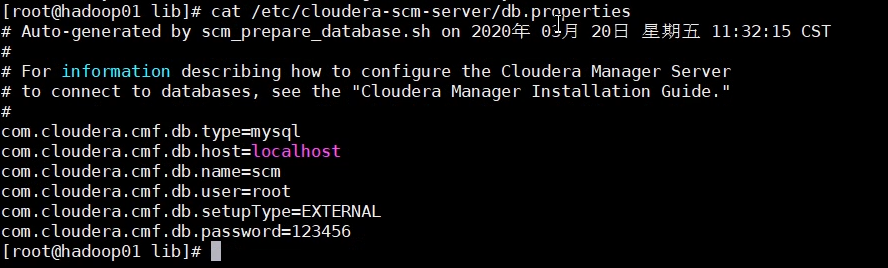 [root@hadoop01 lib]# cat /etc/cloudera-scm-server/db.properties
# Auto-generated by scm_prepare_database.sh on 2020年 03月 20日 星期五 11:32:15 CST
#
# For information describing how to configure the Cloudera Manager Server
# to connect to databases, see the "Cloudera Manager Installation Guide."
#
com.cloudera.cmf.db.type=mysql
com.cloudera.cmf.db.host=localhost
com.cloudera.cmf.db.name=scm
com.cloudera.cmf.db.user=root
com.cloudera.cmf.db.setupType=EXTERNAL
com.cloudera.cmf.db.password=123456
[root@hadoop01 lib]#